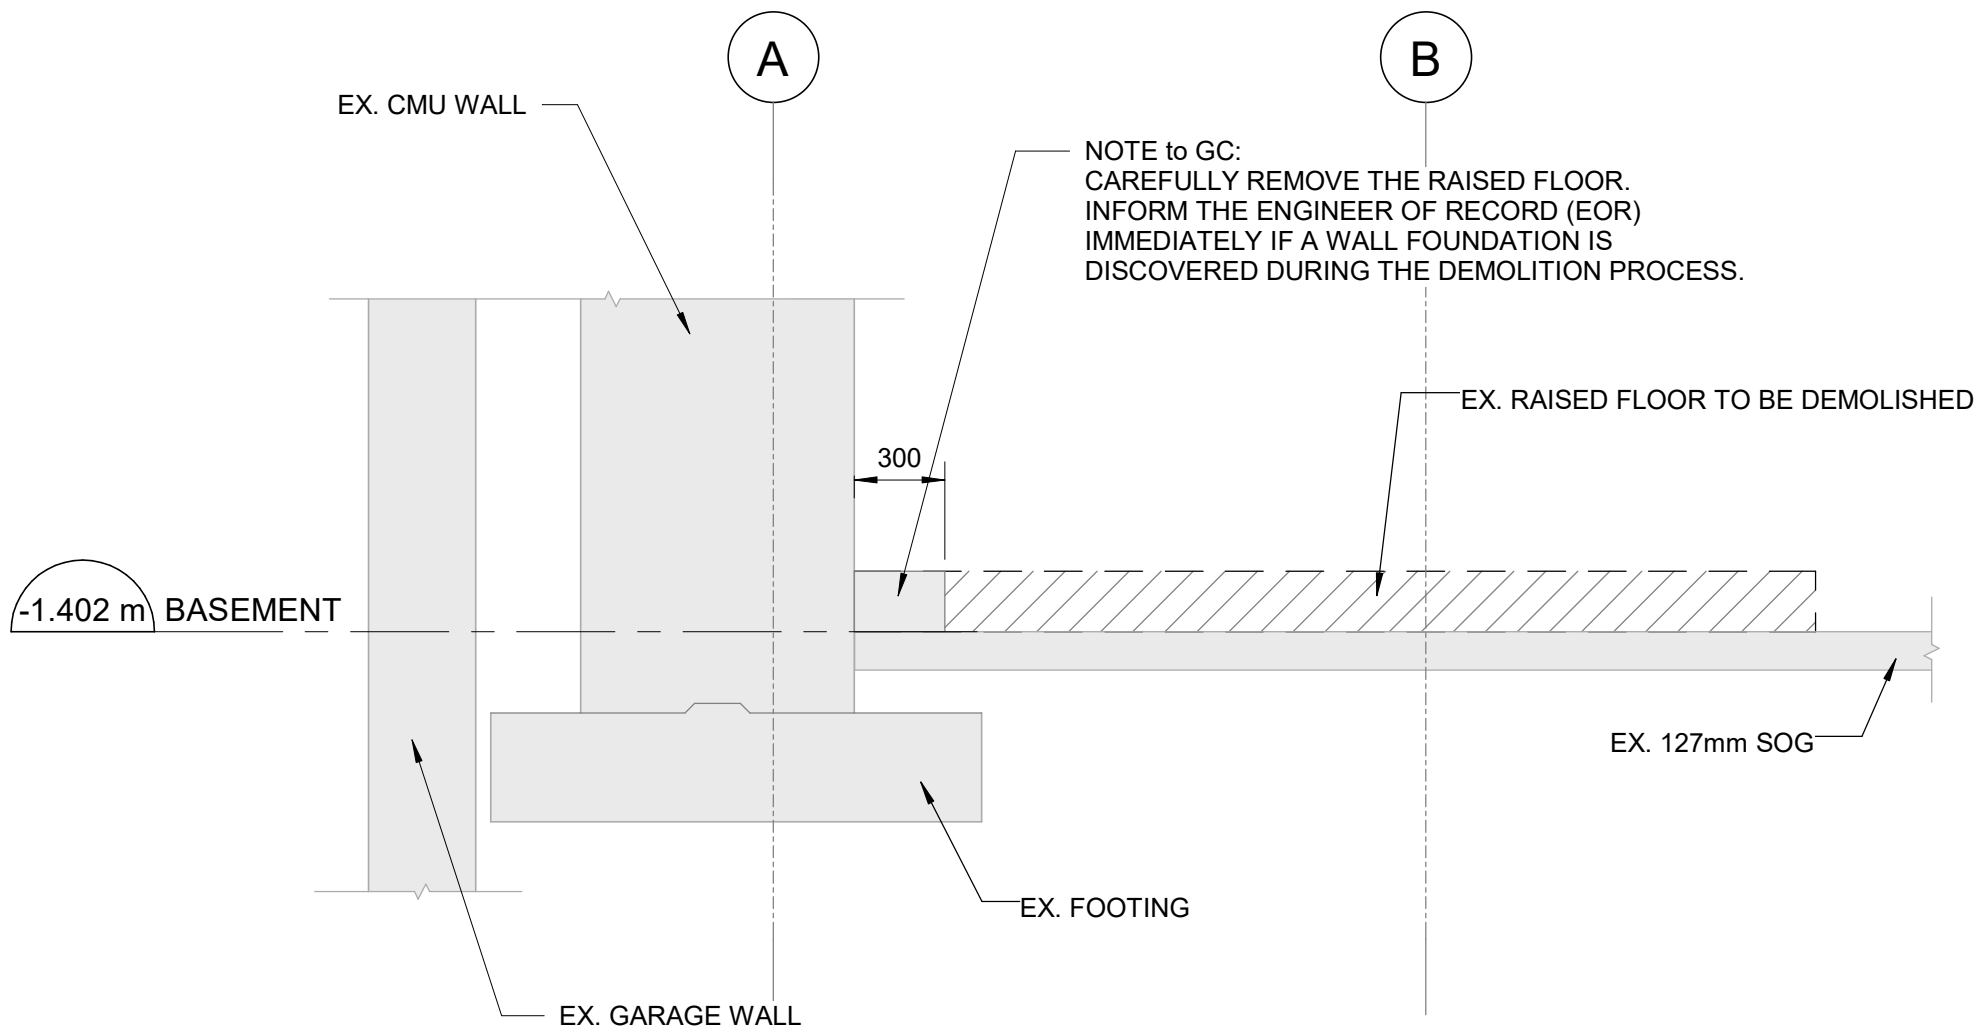 A
B
EX. CMU WALL
NOTE to GC:
CAREFULLY REMOVE THE RAISED FLOOR.
INFORM THE ENGINEER OF RECORD (EOR)
IMMEDIATELY IF A WALL FOUNDATION IS
DISCOVERED DURING THE DEMOLITION PROCESS.
EX. RAISED FLOOR TO BE DEMOLISHED
300
-1.402 m BASEMENT
EX. 127mm SOG
EX. FOOTING
EX. GARAGE WALL